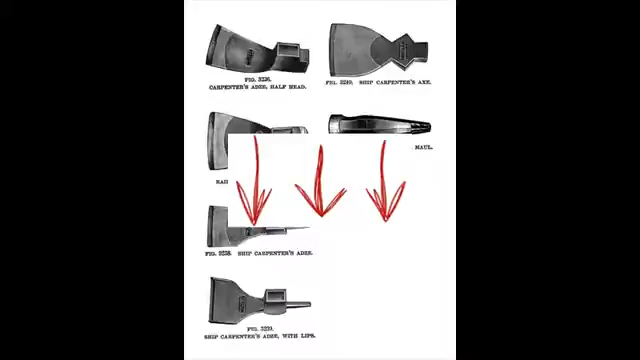 FIG. 3236.
CARPENTER'S ADZE, HALF HEAD.
FIG. 3240. SHIP CARPENTER'S AXE.
MAUL.
RAI
FIG. 3238. SHIP CARPENTER'S ADZE.
FIG. 3239.
SHIP CARPENTER'S ADZE, WITH LIPS.